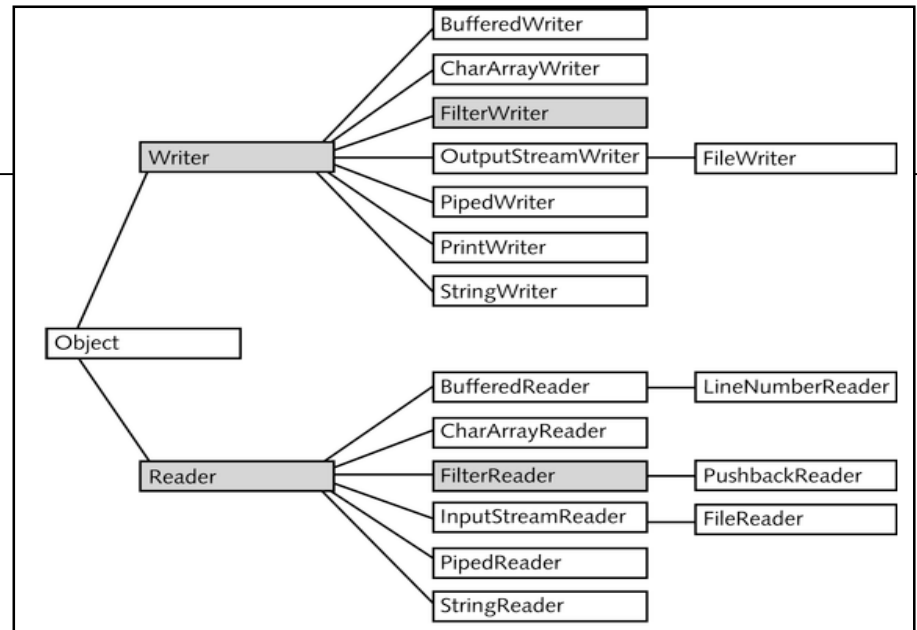 BufferedWriter
CharArrayWriter
FilterWriter
Writer
OutputStreamWriter
FileWriter
PipedWriter
PrintWriter
StringWriter
Object
BufferedReader
LineNumberReader
CharArrayReader
Reader
FilterReader
PushbackReader
InputStreamReader
FileReader
PipedReader
StringReader